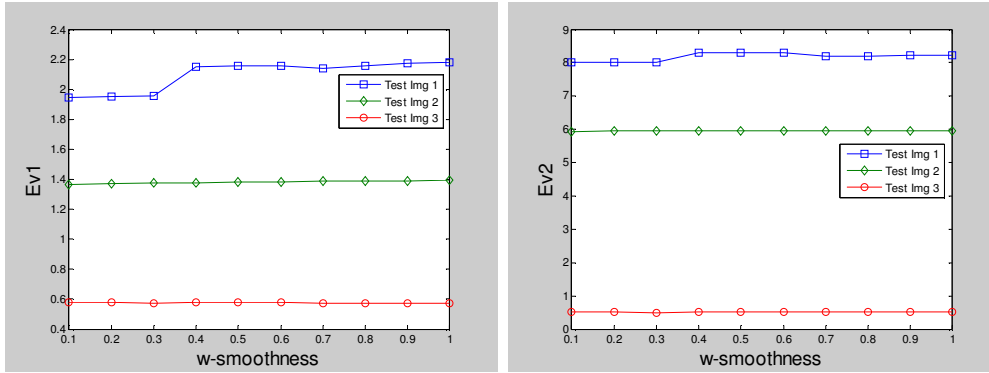 2.4
2.2
2
1.8
1.6
1.4
1.2
1
0.8
0.6
0.4
Ev1
0.1 0.2 0.3 0.4 0.5 0.6 0.7 0.8 0.9 1
w-smoothness
Test Img 1
Test Img 2
Test Img 3
9
8
7
6
5
4
3
2
1
0
Ev2
0.1 0.2 0.3 0.4 0.5 0.6 0.7 0.8 0.9 1
w-smoothness
Test Img 1
Test Img 2
Test Img 3